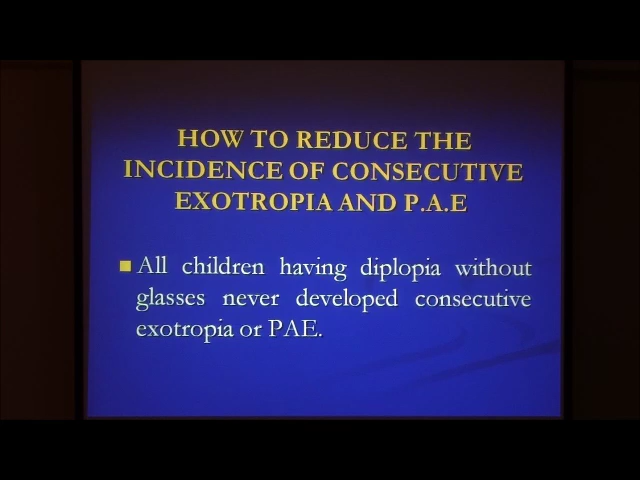 HOW TO REDUCE THE
INCIDENCE OF CONSECUTIVE
EXOTROPIA AND P.A.E
All children having diplopia without
glasses never developed consecutive
exotropia or PAE.